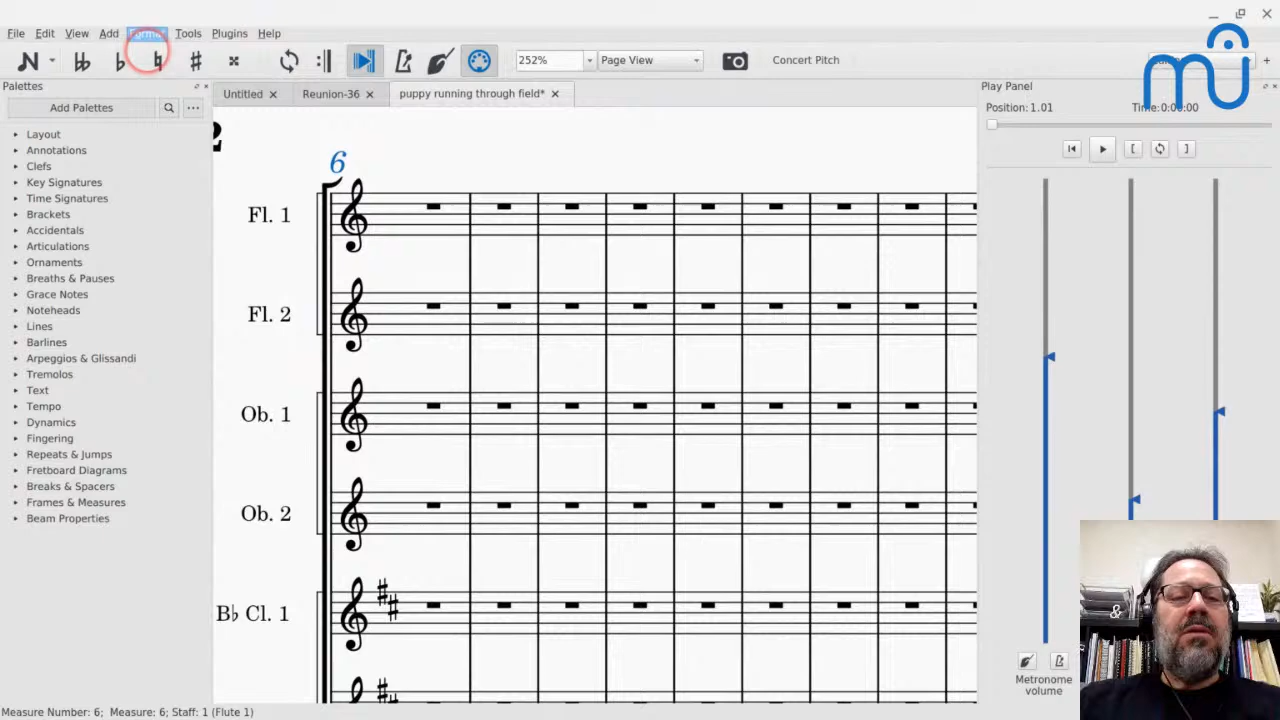 File Edit View Add Format Tools Plugins Help
252% Page View Concert Pitch
Palettes
Untitled Reunion-36 puppy running through field*
Play Panel
Add Palettes
Position:1.01 Time:0:00:00
Layout
Annotations
Clefs
Key Signatures
Time Signatures
Brackets
Accidentals
Articulations
Ornaments
Breaths & Pauses
Grace Notes
Noteheads
Lines
Barlines
Arpeggios & Glissandi
Tremolos
Text
Tempo
Dynamics
Fingering
Repeats & Jumps
Fretboard Diagrams
Breaks & Spacers
Frames & Measures
Beam Properties
2
6
Fl. 1
Fl. 2
Ob. 1
Ob. 2
B♭ Cl. 1
Metronome
volume
&
Measure Number: 6; Measure: 6; Staff: 1 (Flute 1)